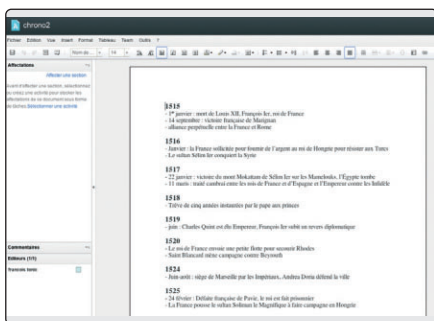 chrono2
Fichier Edition Vue Insert Format Tableau Team Outils ?
Affectations
Affecter une section
Commentaires
Editeurs (1/1)
francois bloio
1515
- 1er janvier : mort de Louis XII, François Ier, roi de France
- 14 septembre : victoire française de Marignan
- alliance perpétuelle entre la France et Rome
1516
- Janvier : la France sollicitée pour fournir de l'argent au roi de Hongrie pour résister aux Turcs
- Le sultan Sélim Ier conquiert la Syrie
1517
- 22 janvier : victoire du mont Mokattam de Sélim Ier sur les Mamelouks, l'Égypte tombe
- 11 mars : traité cambrai entre les rois de France et d'Espagne et l'Empereur contre les Infidèle
1518
- Trève de cinq années instaurées par le pape aux princes
1519
- juin : Charles Quint est élu Empereur, François Ier subit un revers diplomatique
1520
- Le roi de France envoie une petite flotte pour secourir Rhodes
- Saint Blancard mène campagne contre Beyrouth
1524
- Juin-août : siège de Marseille par les Impériaux, Andrea Doria défend la ville
1525
- 24 février : Défaite française de Pavie, le roi est fait prisonnier
- La France pousse le sultan Soliman le Magnifique à faire campagne en Hongrie